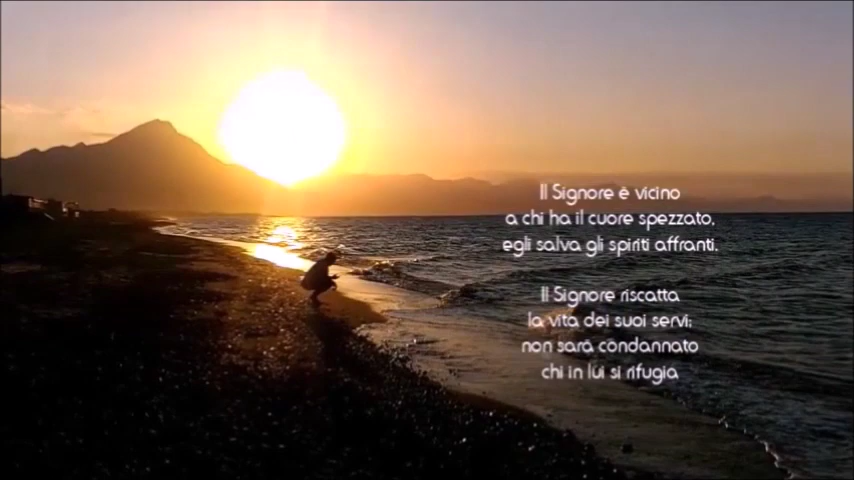 Il Signore è vicino
a chi ha il cuore spezzato,
egli salva gli spiriti affranti.
Il Signore riscatta
la vita dei suoi servi;
non sarà condannato
chi in lui si rifugia